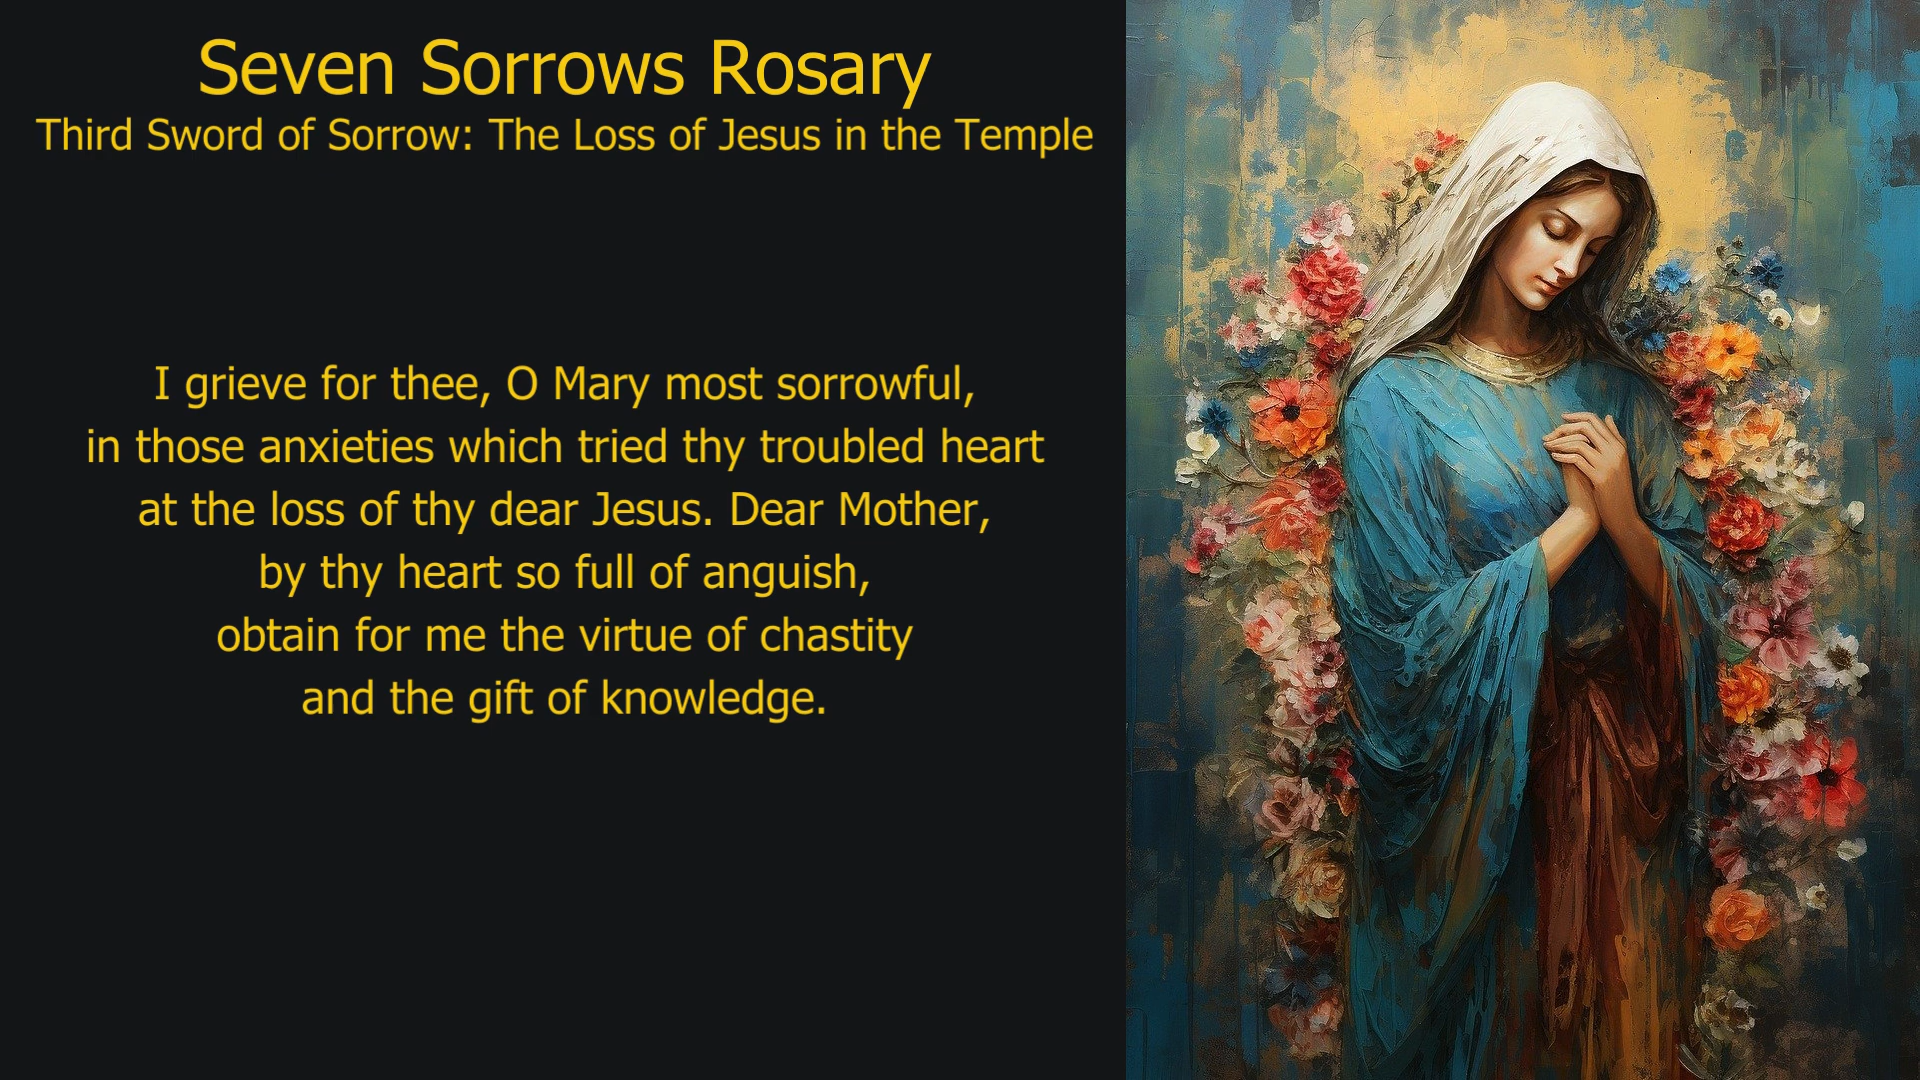 Seven Sorrows Rosary
Third Sword of Sorrow: The Loss of Jesus in the Temple
I grieve for thee, O Mary most sorrowful,
in those anxieties which tried thy troubled heart
at the loss of thy dear Jesus. Dear Mother,
by thy heart so full of anguish,
obtain for me the virtue of chastity
and the gift of knowledge.